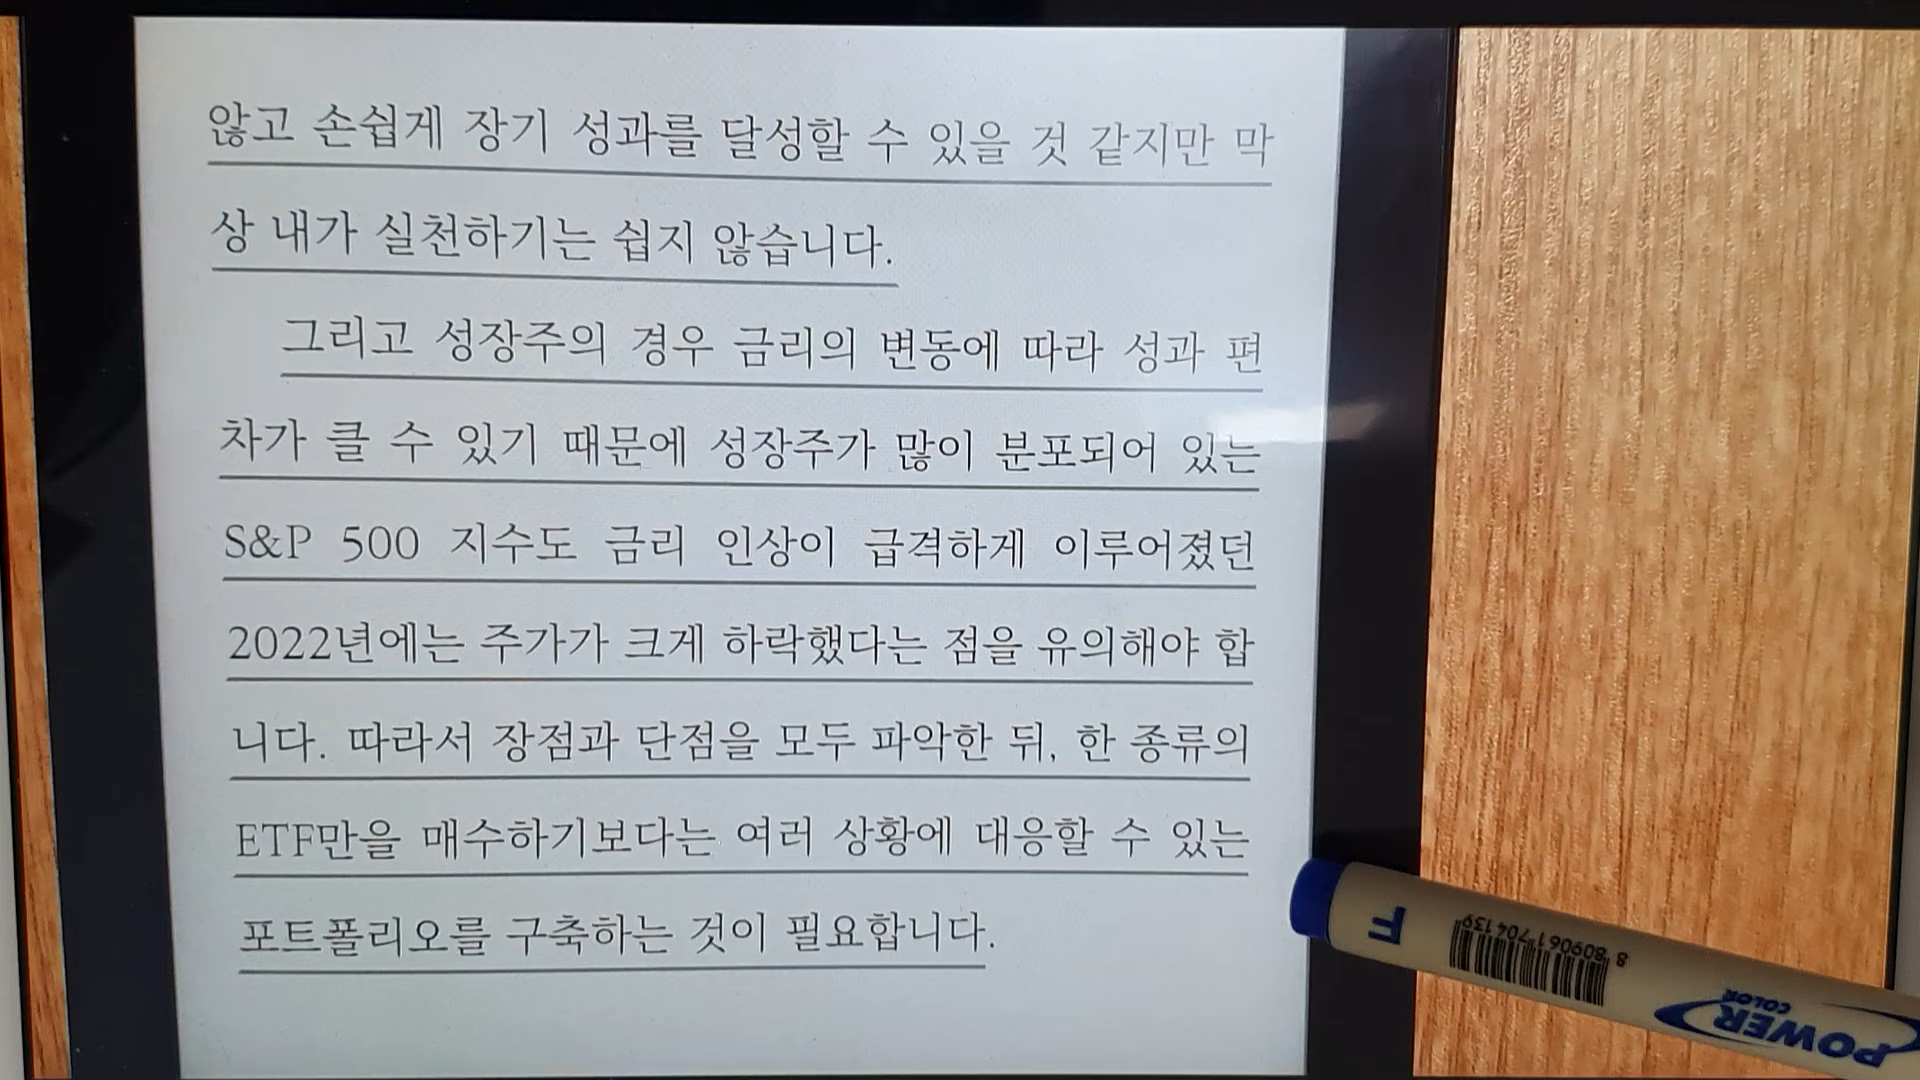 않고 손쉽게 장기 성과를 달성할 수 있을 것 같지만 막
상 내가 실천하기는 쉽지 않습니다.
그리고 성장주의 경우 금리의 변동에 따라 성과 편
차가 클 수 있기 때문에 성장주가 많이 분포되어 있는
S&P 500 지수도 금리 인상이 급격하게 이루어졌던
2022년에는 주가가 크게 하락했다는 점을 유의해야 합
니다. 따라서 장점과 단점을 모두 파악한 뒤, 한 종류의
ETF만을 매수하기보다는 여러 상황에 대응할 수 있는
포트폴리오를 구축하는 것이 필요합니다.
F
8 809061 704139
POWER
COLOR